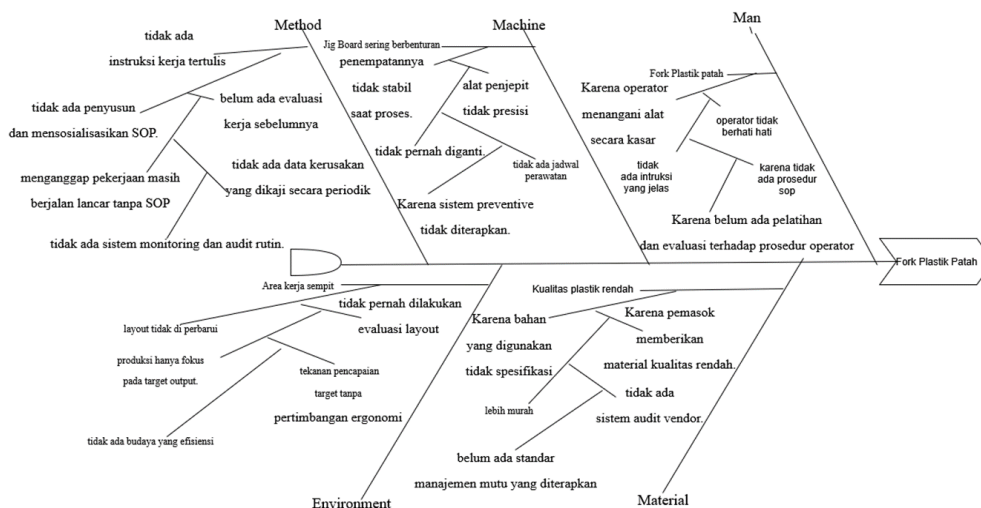 Method
Machine
Man
tidak ada
instruksi kerja tertulis
tidak ada penyusun
dan mensosialisasikan SOP.
belum ada evaluasi
kerja sebelumnya
menganggap pekerjaan masih
berjalan lancar tanpa SOP
tidak ada data kerusakan
yang dikaji secara periodik
tidak ada sistem monitoring dan audit rutin.
Jig Board sering berbenturan
penempatannya
tidak stabil
saat proses.
alat penjepit
tidak presisi
tidak pernah diganti.
tidak ada jadwal
perawatan
Karena sistem preventive
tidak diterapkan.
Fork Plastik patah
Karena operator
menangani alat
secara kasar
operator tidak
berhati hati
tidak
ada intruksi
yang jelas
karena tidak
ada prosedur
sop
Karena belum ada pelatihan
dan evaluasi terhadap prosedur operator
Fork Plastik Patah
Area kerja sempit
layout tidak di perbarui
tidak pernah dilakukan
evaluasi layout
produksi hanya fokus
pada target output.
tekanan pencapaian
target tanpa
pertimbangan ergonomi
tidak ada budaya yang efisiensi
Kualitas plastik rendah
Karena bahan
yang digunakan
tidak spesifikasi
Karena pemasok
memberikan
material kualitas rendah.
lebih murah
tidak ada
sistem audit vendor.
belum ada standar
manajemen mutu yang diterapkan
Environment
Material